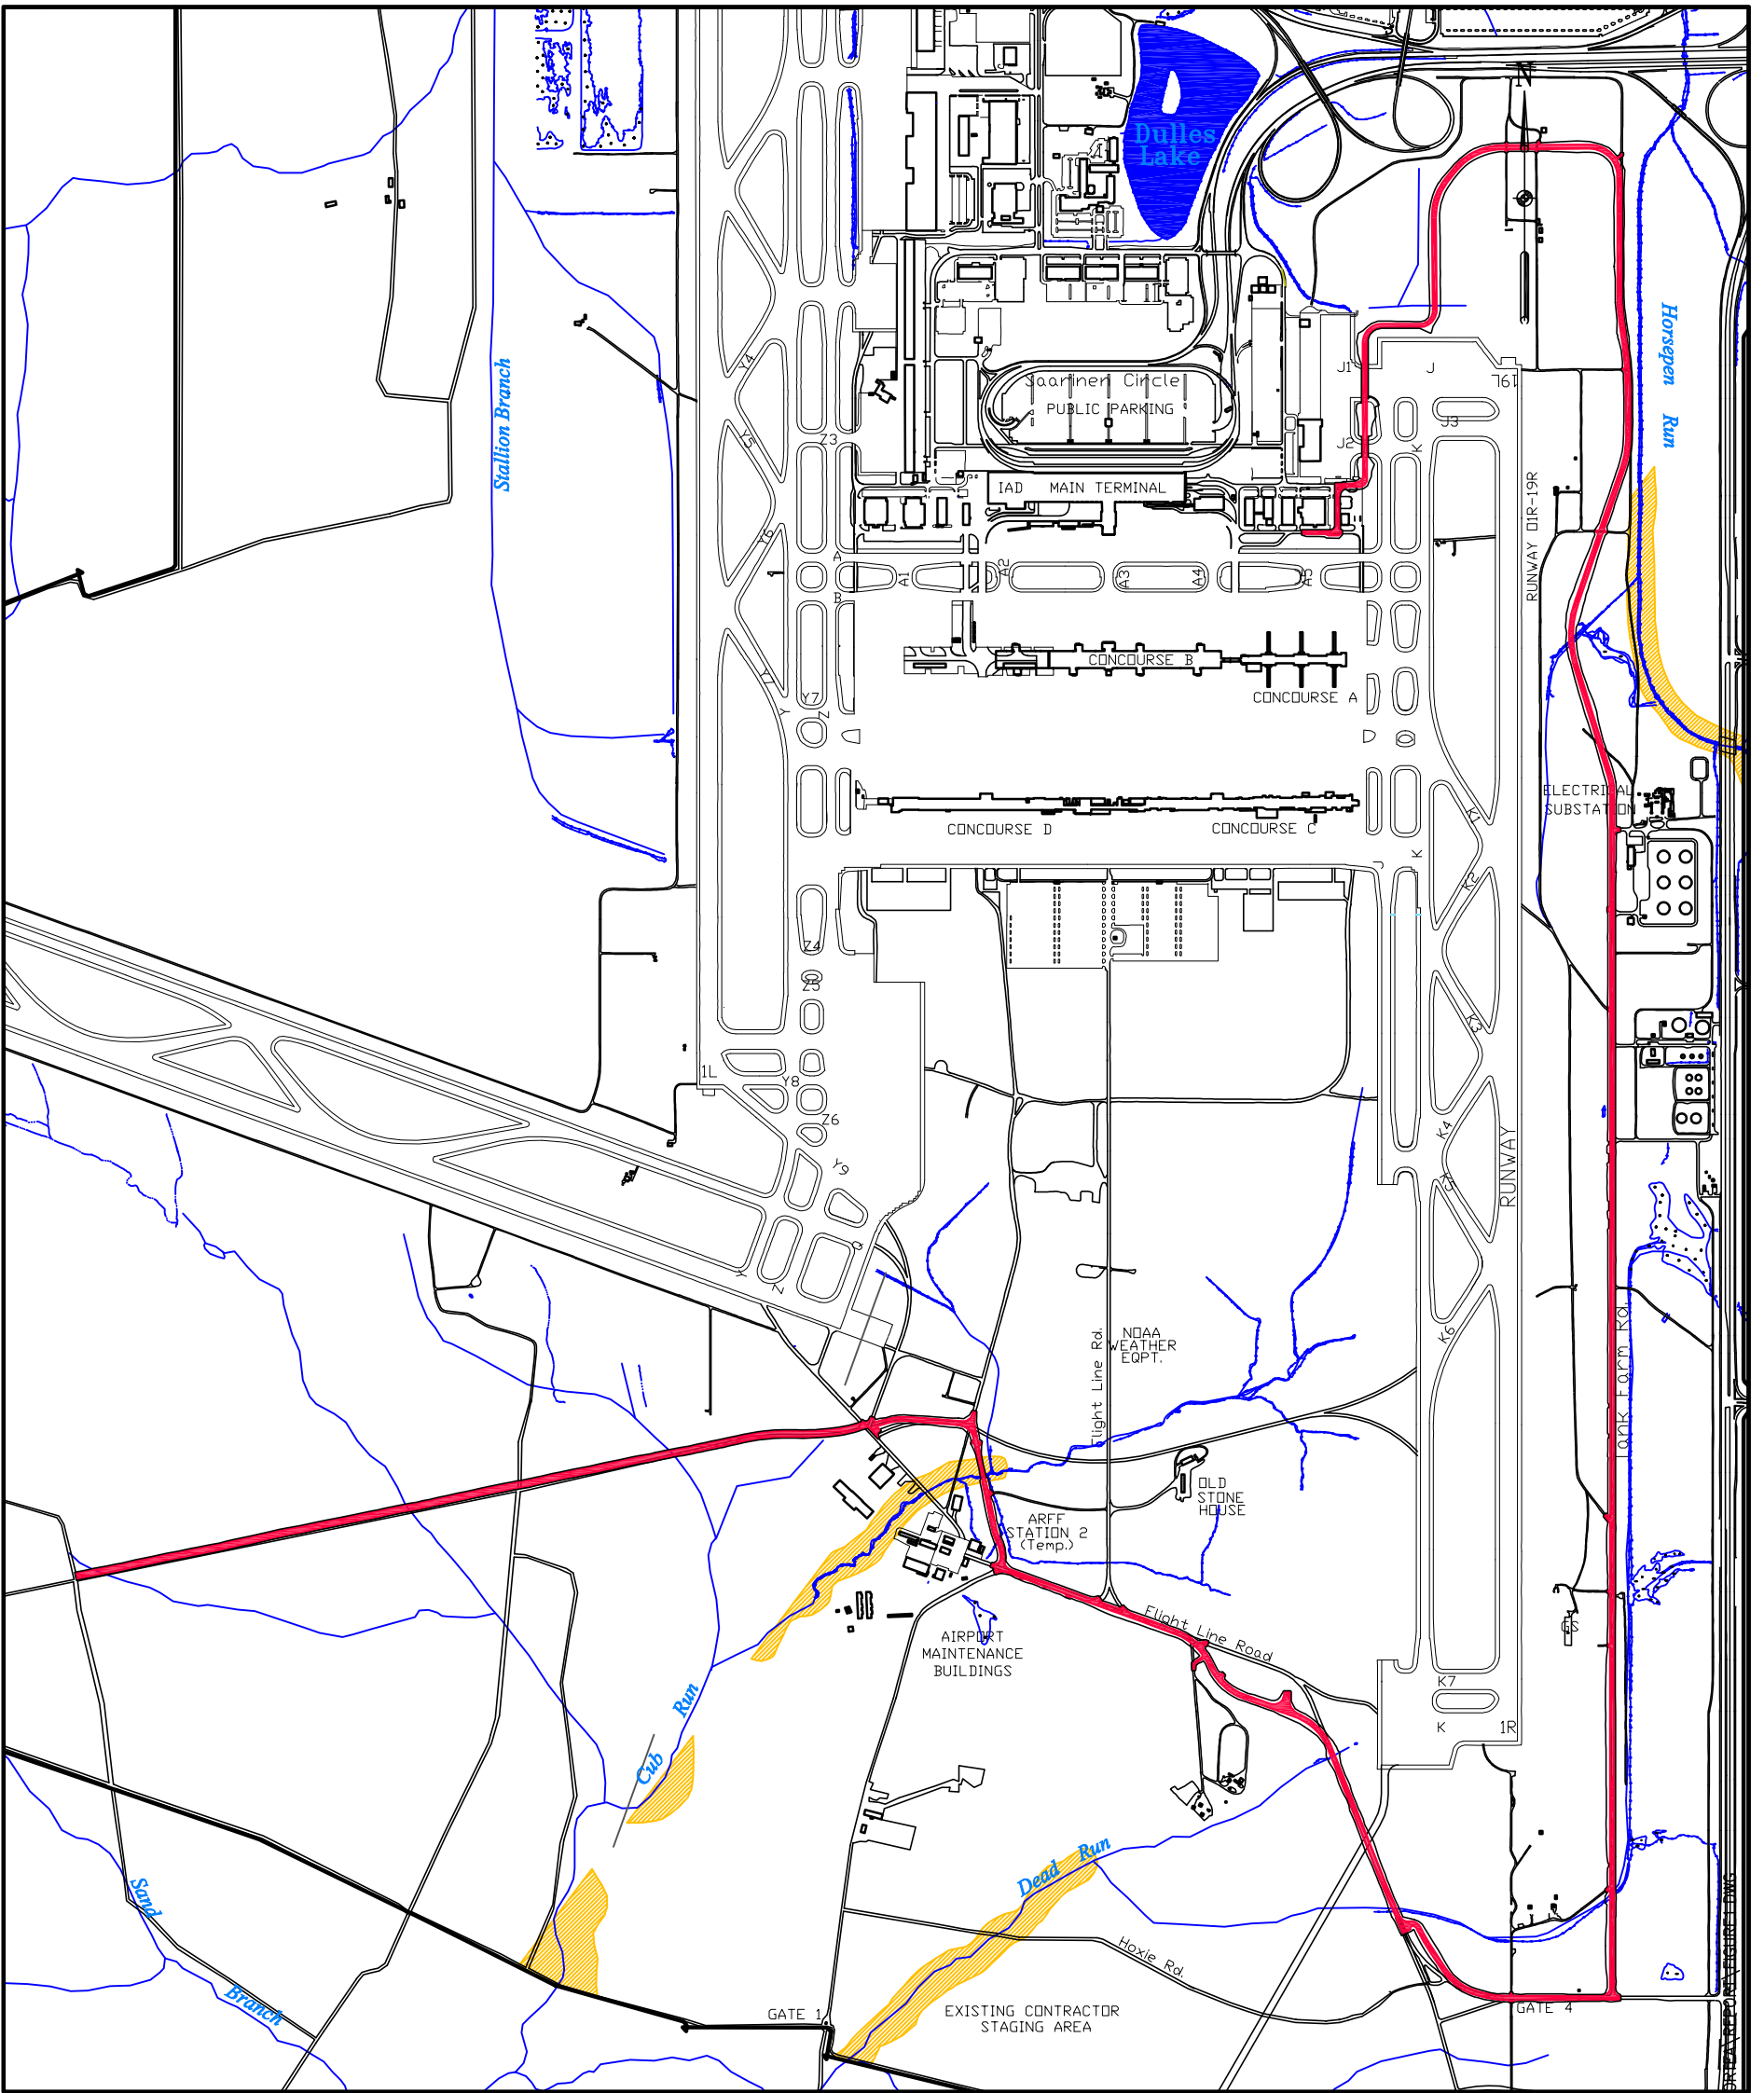 N
Dulles
Lake
Horsepen Run
Stallion Branch
Y4
Saarinen Circle
PUBLIC PARKING
J1
J
19L
J3
J2
K
Y5
Z3
IAD MAIN TERMINAL
RUNWAY 01R-19R
Y6
A
A1
A2
A3
A4
A5
B
CONCOURSE B
CONCOURSE A
Y7
Y7
Y
Z
ELECTRICAL
SUBSTATION
CONCOURSE D
CONCOURSE C
K1
J
K
K2
Z4
Z5
K3
1L
Y8
Z6
K4
RUNWAY
Y9
K5
Q
Y
Z
Flight Line Rd.
NOAA
WEATHER
EQPT.
K6
Tank Farm Rd.
OLD
STONE
HOUSE
ARFF
STATION 2
(Temp.)
Flight Line Road
GS
AIRPORT
MAINTENANCE
BUILDINGS
K7
K
1R
Cub Run
Dead Run
Sand
Branch
Hoxie Rd.
GATE 1
EXISTING CONTRACTOR
STAGING AREA
GATE 4